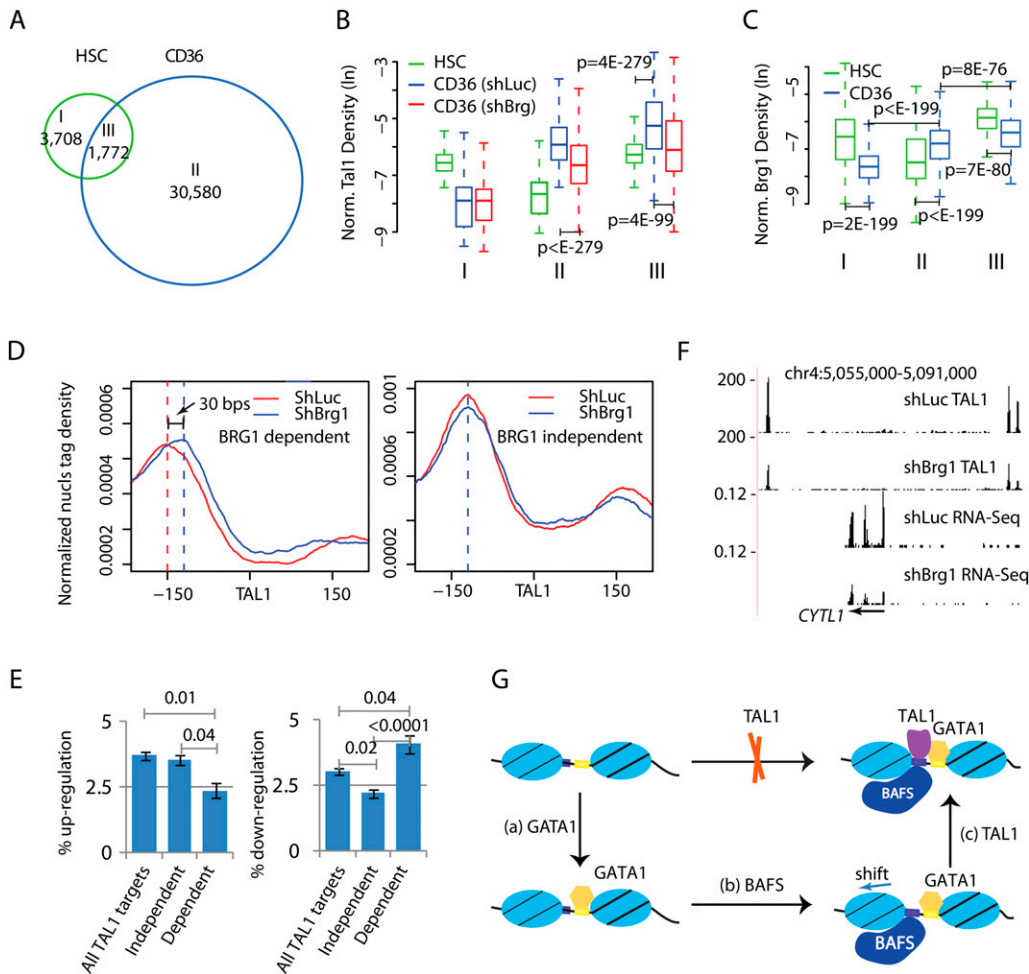 A
HSC
CD36
I
3,708
III
1,772
II
30,580
B
HSC
CD36 (shLuc)
CD36 (shBrg)
Norm. Tal1 Density (ln)
-3
-5
-7
-9
p=4E-279
p=4E-99
p<E-279
I
II
III
C
HSC
CD36
Norm. Brg1 Density (ln)
-5
-7
-9
p=8E-76
p<E-199
p=7E-80
p=2E-199
p<E-199
I
II
III
D
Normalized nucls tag density
0.0006
0.0004
0.0002
30 bps
ShLuc
ShBrg1
BRG1 dependent
−150
TAL1
150
0.001
0.0006
0.0002
ShLuc
ShBrg1
BRG1 independent
−150
TAL1
150
F
chr4:5,055,000-5,091,000
200 -
shLuc TAL1
200 -
shBrg1 TAL1
0.12 -
shLuc RNA-Seq
0.12 -
shBrg1 RNA-Seq
CYTL1
E
% up-regulation
5
2.5
0
0.01
0.04
All TAL1 targets
Independent
Dependent
% down-regulation
5
2.5
0
0.04
<0.0001
0.02
All TAL1 targets
Independent
Dependent
G
TAL1
TAL1
GATA1
BAFS
(a) GATA1
(c) TAL1
GATA1
(b) BAFS
shift
GATA1
BAFS